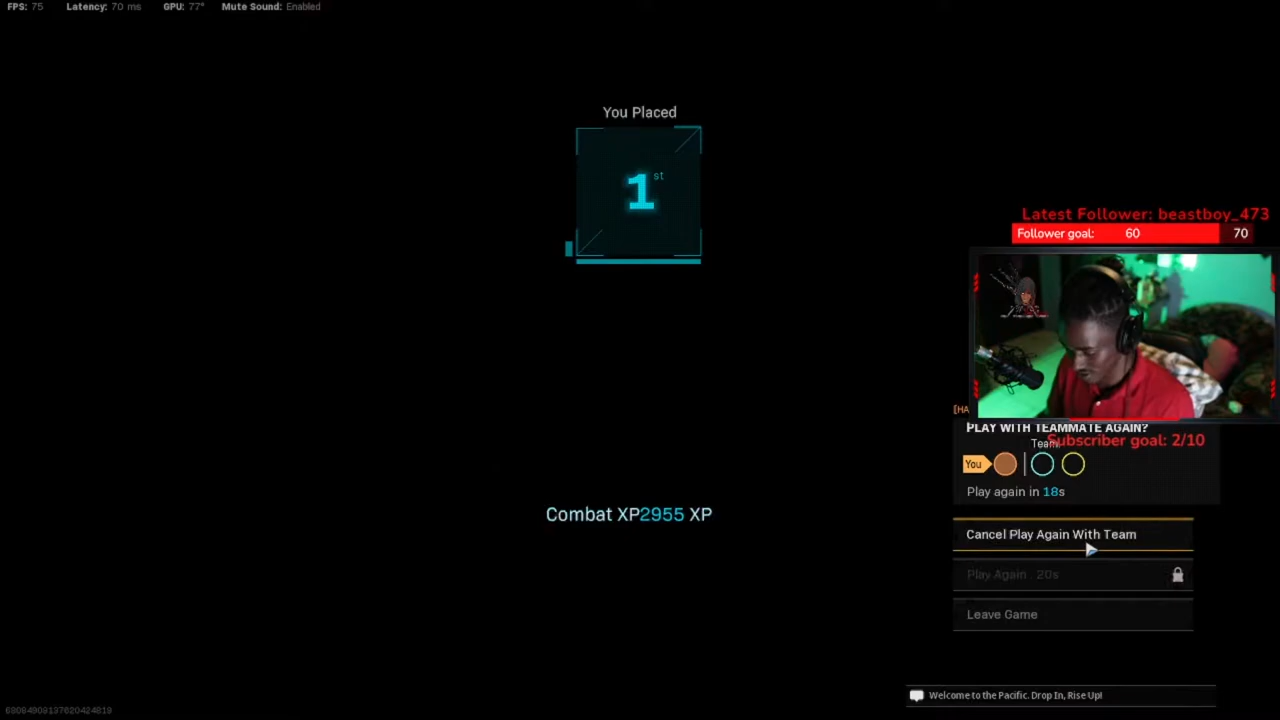 FPS: 75 Latency: 70 ms GPU: 77° Mute Sound: Enabled
You Placed
1st
Latest Follower: beastboy_473
Follower goal: 60 70
[HA
PLAY WITH TEAMMATE AGAIN?
Subscriber goal: 2/10
Team
You
Play again in 18s
Combat XP2955 XP
Cancel Play Again With Team
Play Again . 20s
Leave Game
Welcome to the Pacific. Drop In, Rise Up!